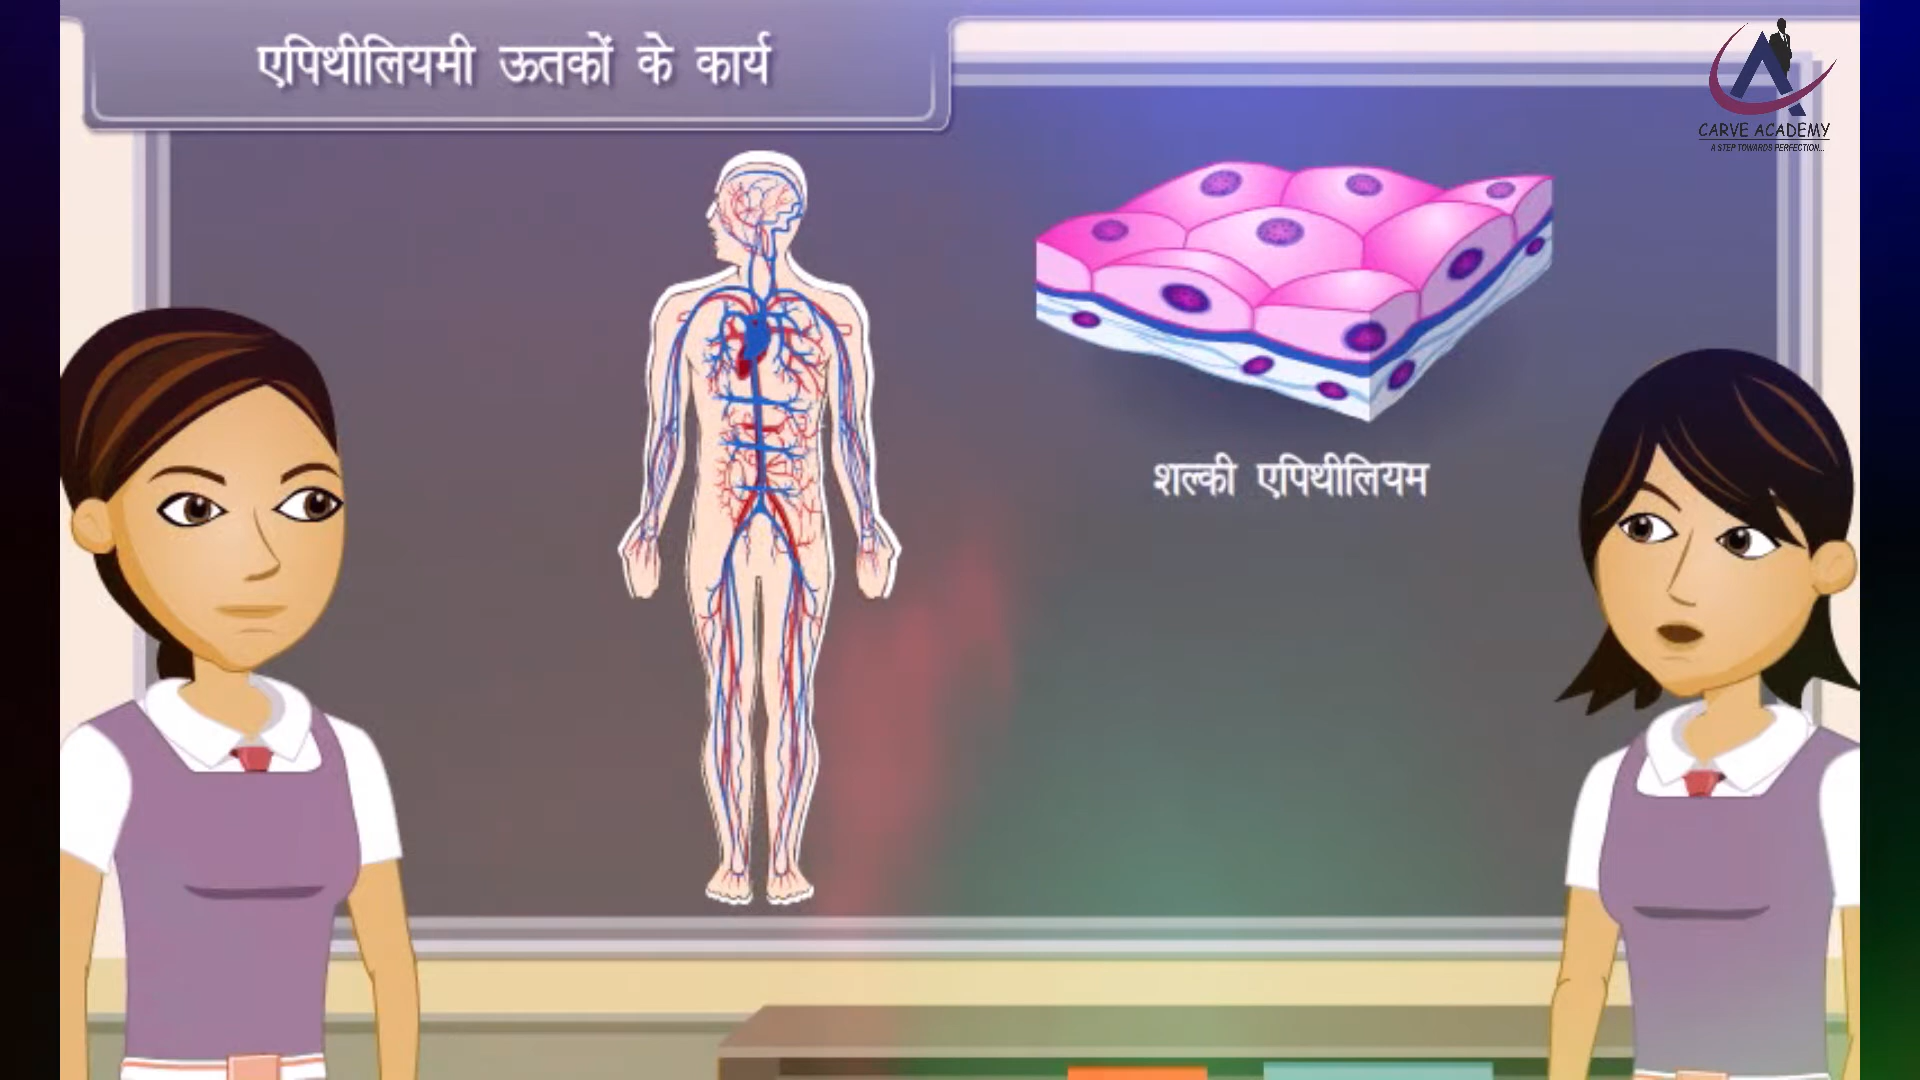 एपिथीलियमी ऊतकों के कार्य
CARVE ACADEMY
A STEP TOWARDS PERFECTION...
शल्की एपिथीलियम